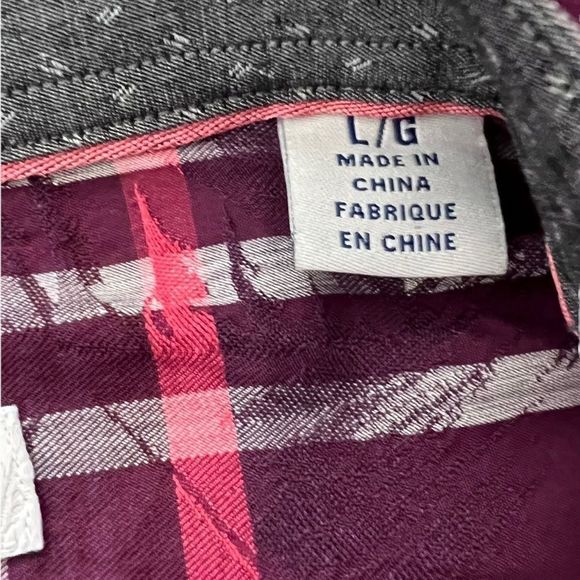 L/G
MADE IN
CHINA
FABRIQUE
EN CHINE